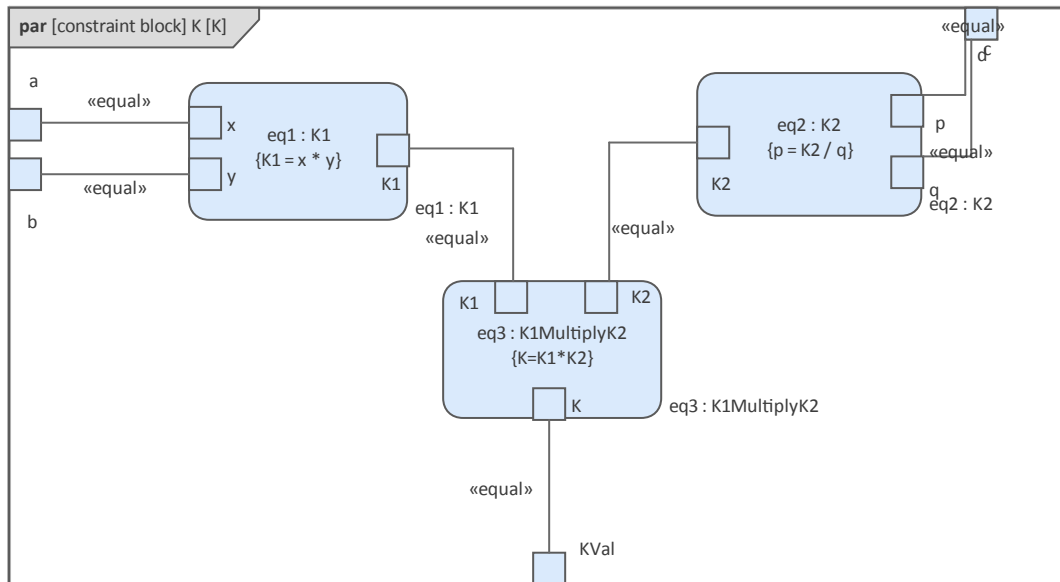 par [constraint block] K [K]
«equal»
d
c
a
«equal»
x
eq1 : K1
{K1 = x * y}
K1
y
«equal»
b
eq1 : K1
«equal»
eq2 : K2
{p = K2 / q}
p
K2
«equal»
q
eq2 : K2
«equal»
K1
K2
eq3 : K1MultiplyK2
{K=K1*K2}
K
eq3 : K1MultiplyK2
«equal»
KVal